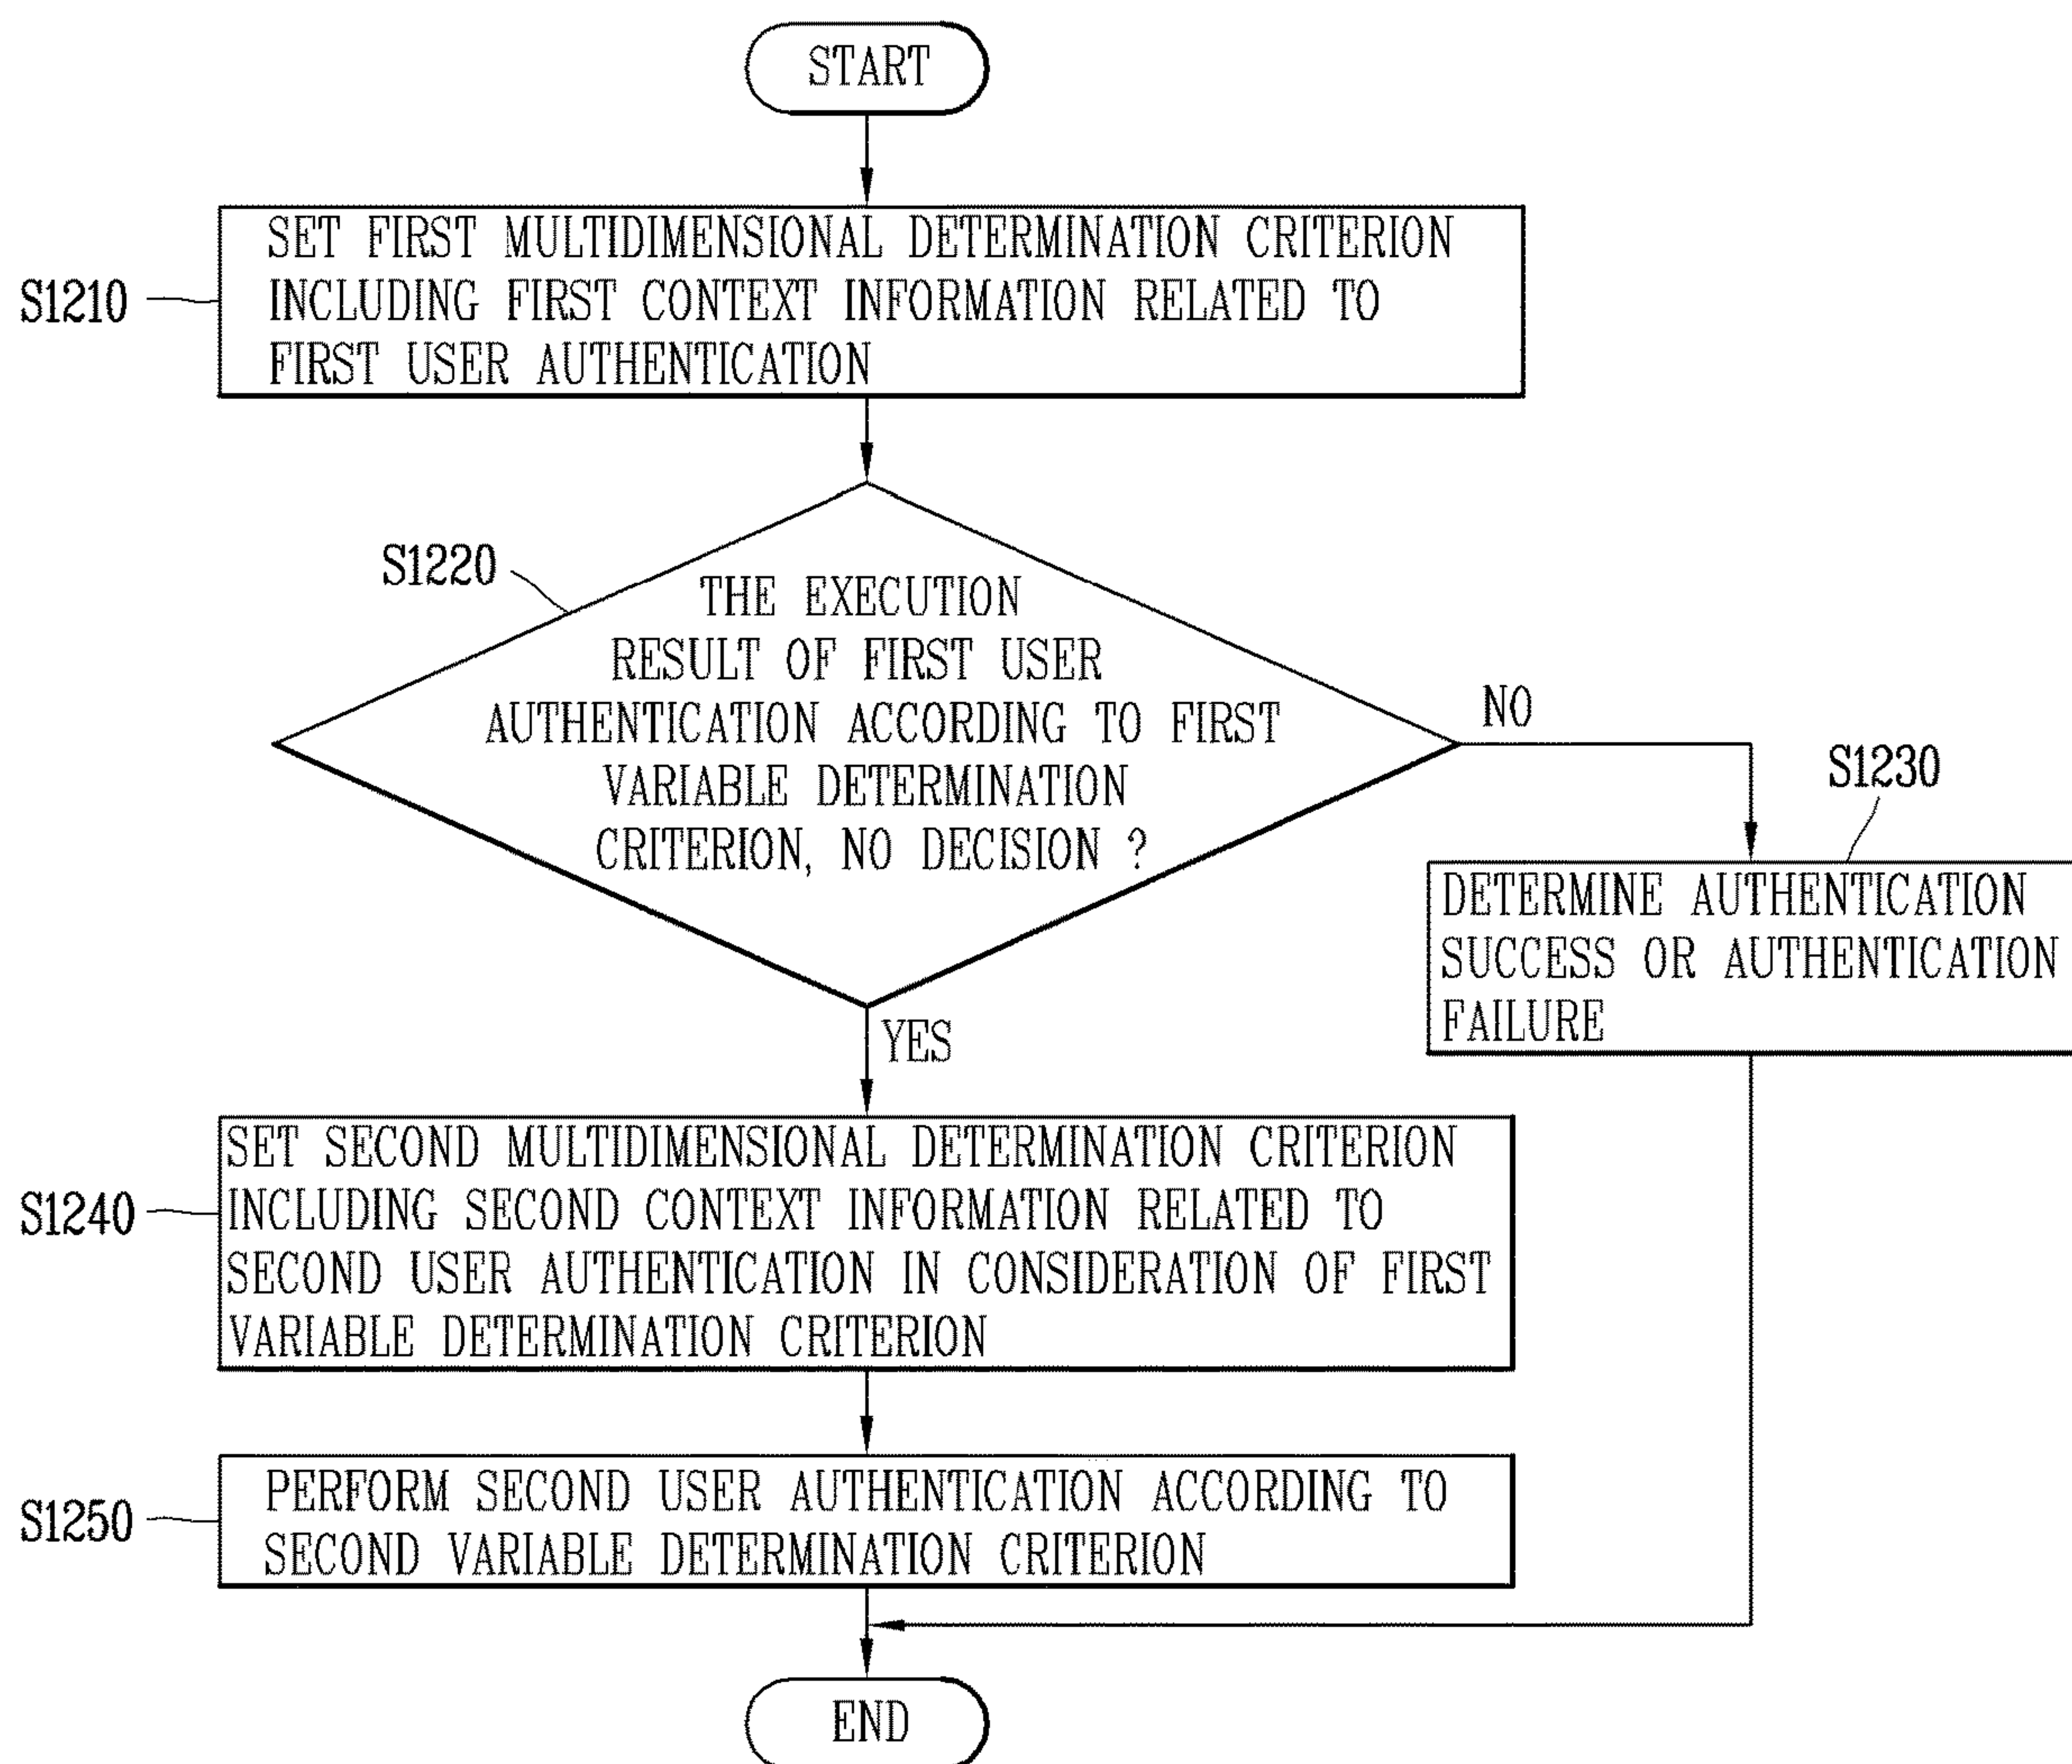 START
S1210
SET FIRST MULTIDIMENSIONAL DETERMINATION CRITERION
INCLUDING FIRST CONTEXT INFORMATION RELATED TO
FIRST USER AUTHENTICATION
S1220
THE EXECUTION
RESULT OF FIRST USER
AUTHENTICATION ACCORDING TO FIRST
VARIABLE DETERMINATION
CRITERION, NO DECISION ?
NO
S1230
DETERMINE AUTHENTICATION
SUCCESS OR AUTHENTICATION
FAILURE
YES
S1240
SET SECOND MULTIDIMENSIONAL DETERMINATION CRITERION
INCLUDING SECOND CONTEXT INFORMATION RELATED TO
SECOND USER AUTHENTICATION IN CONSIDERATION OF FIRST
VARIABLE DETERMINATION CRITERION
S1250
PERFORM SECOND USER AUTHENTICATION ACCORDING TO
SECOND VARIABLE DETERMINATION CRITERION
END